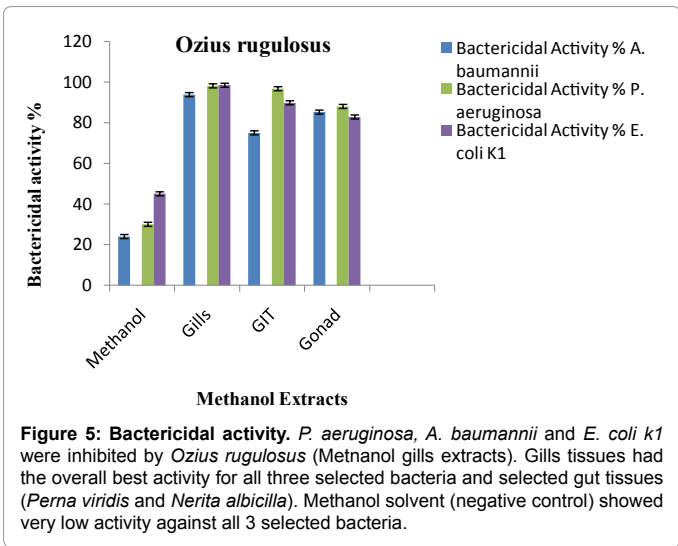 Ozius rugulosus
120
100
80
60
40
20
0
Bactericidal activity %
Methanol
Gills
GIT
Gonad
Methanol Extracts
Bactericidal Activity % A.
baumannii
Bactericidal Activity % P.
aeruginosa
Bactericidal Activity % E.
coli K1
Figure 5: Bactericidal activity. P. aeruginosa, A. baumannii and E. coli k1
were inhibited by Ozius rugulosus (Metnanol gills extracts). Gills tissues had
the overall best activity for all three selected bacteria and selected gut tissues
(Perna viridis and Nerita albicilla). Methanol solvent (negative control) showed
very low activity against all 3 selected bacteria.